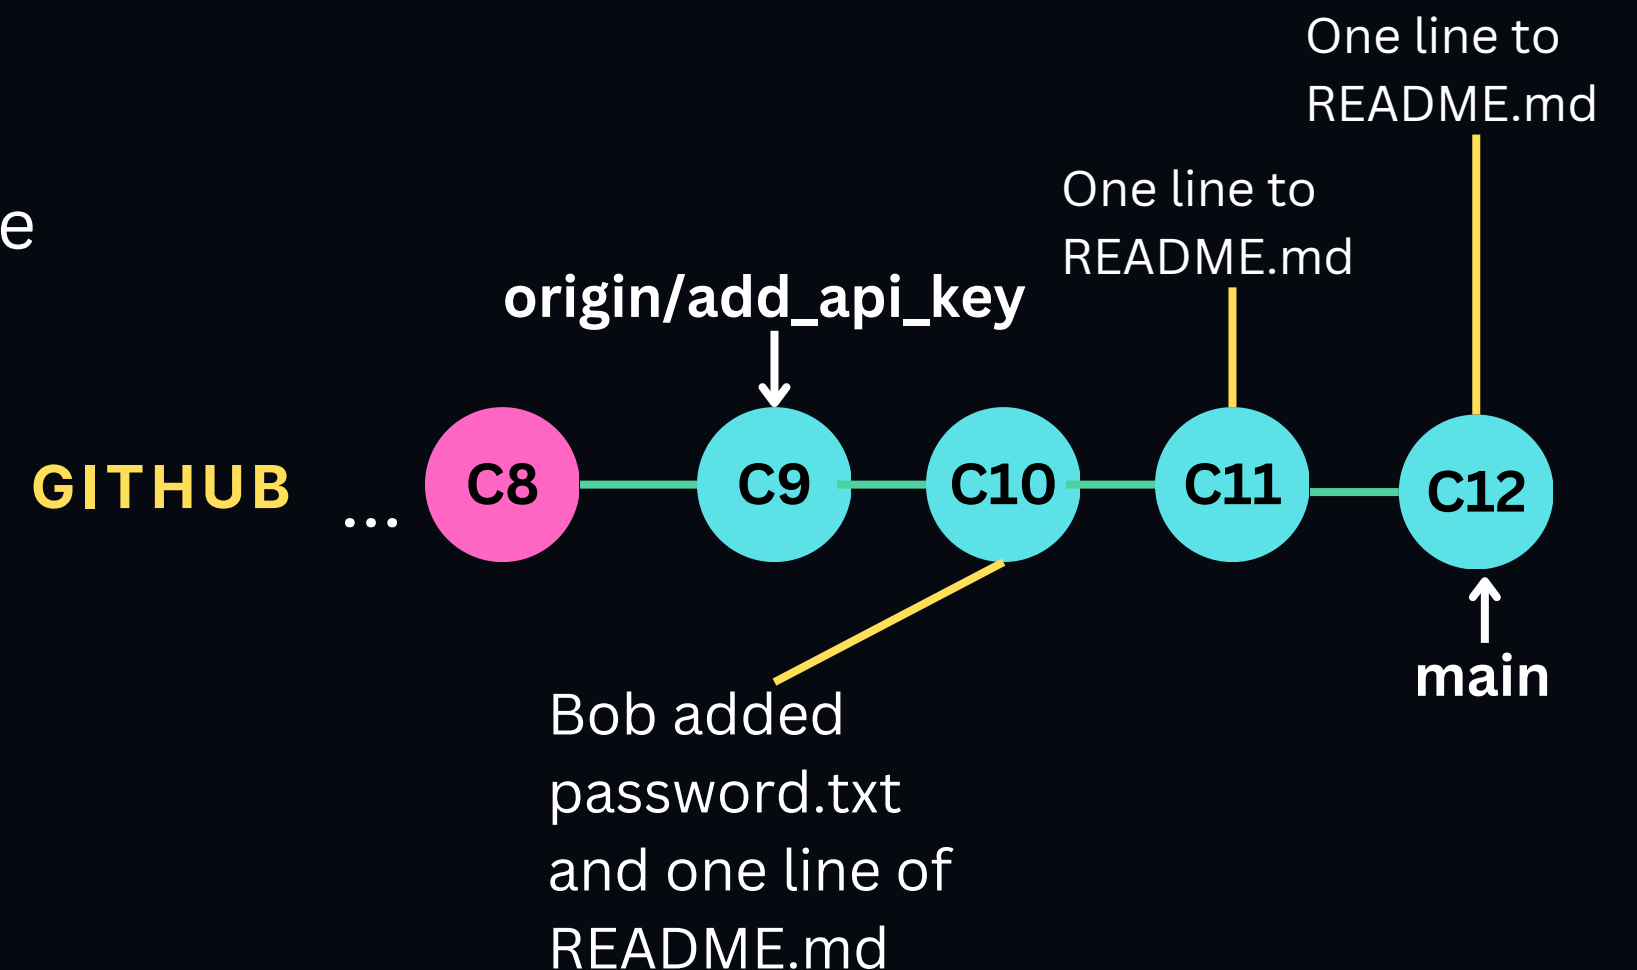 One line to
README.md
One line to
README.md
e
origin/add_api_key
GITHUB
...
C8
C9
C10
C11
C12
main
Bob added
password.txt
and one line of
README.md